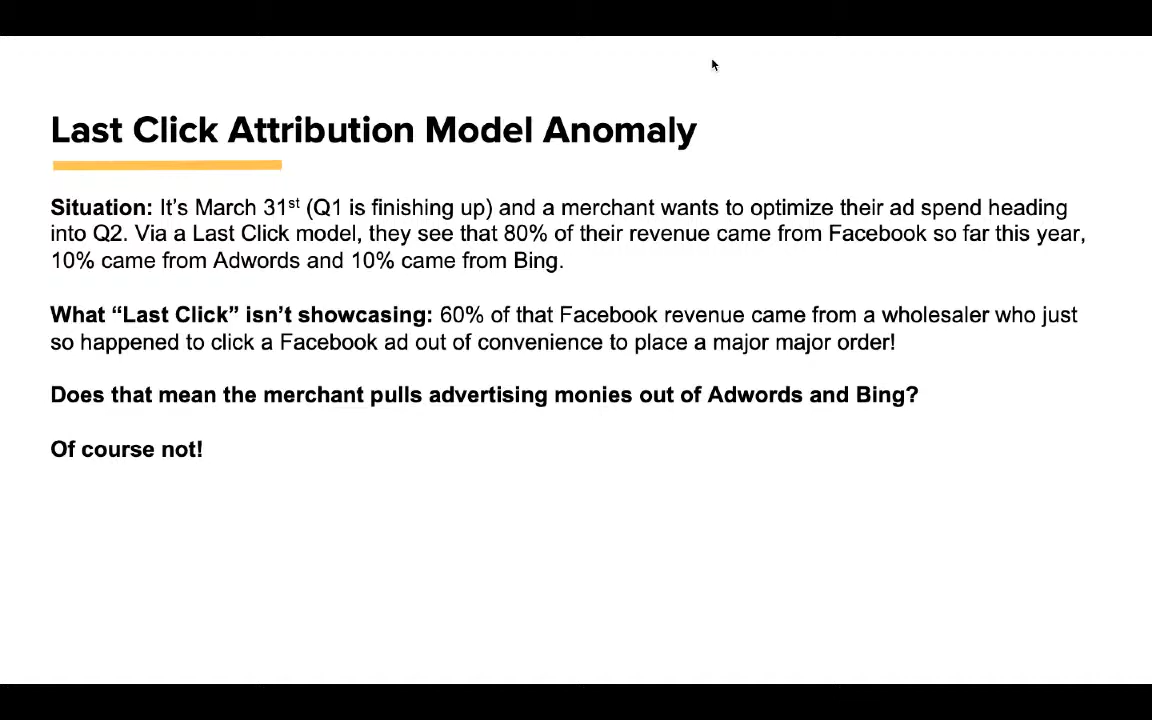 Last Click Attribution Model Anomaly
Situation: It's March 31st (Q1 is finishing up) and a merchant wants to optimize their ad spend heading
into Q2. Via a Last Click model, they see that 80% of their revenue came from Facebook so far this year,
10% came from Adwords and 10% came from Bing.
What “Last Click” isn't showcasing: 60% of that Facebook revenue came from a wholesaler who just
so happened to click a Facebook ad out of convenience to place a major major order!
Does that mean the merchant pulls advertising monies out of Adwords and Bing?
Of course not!